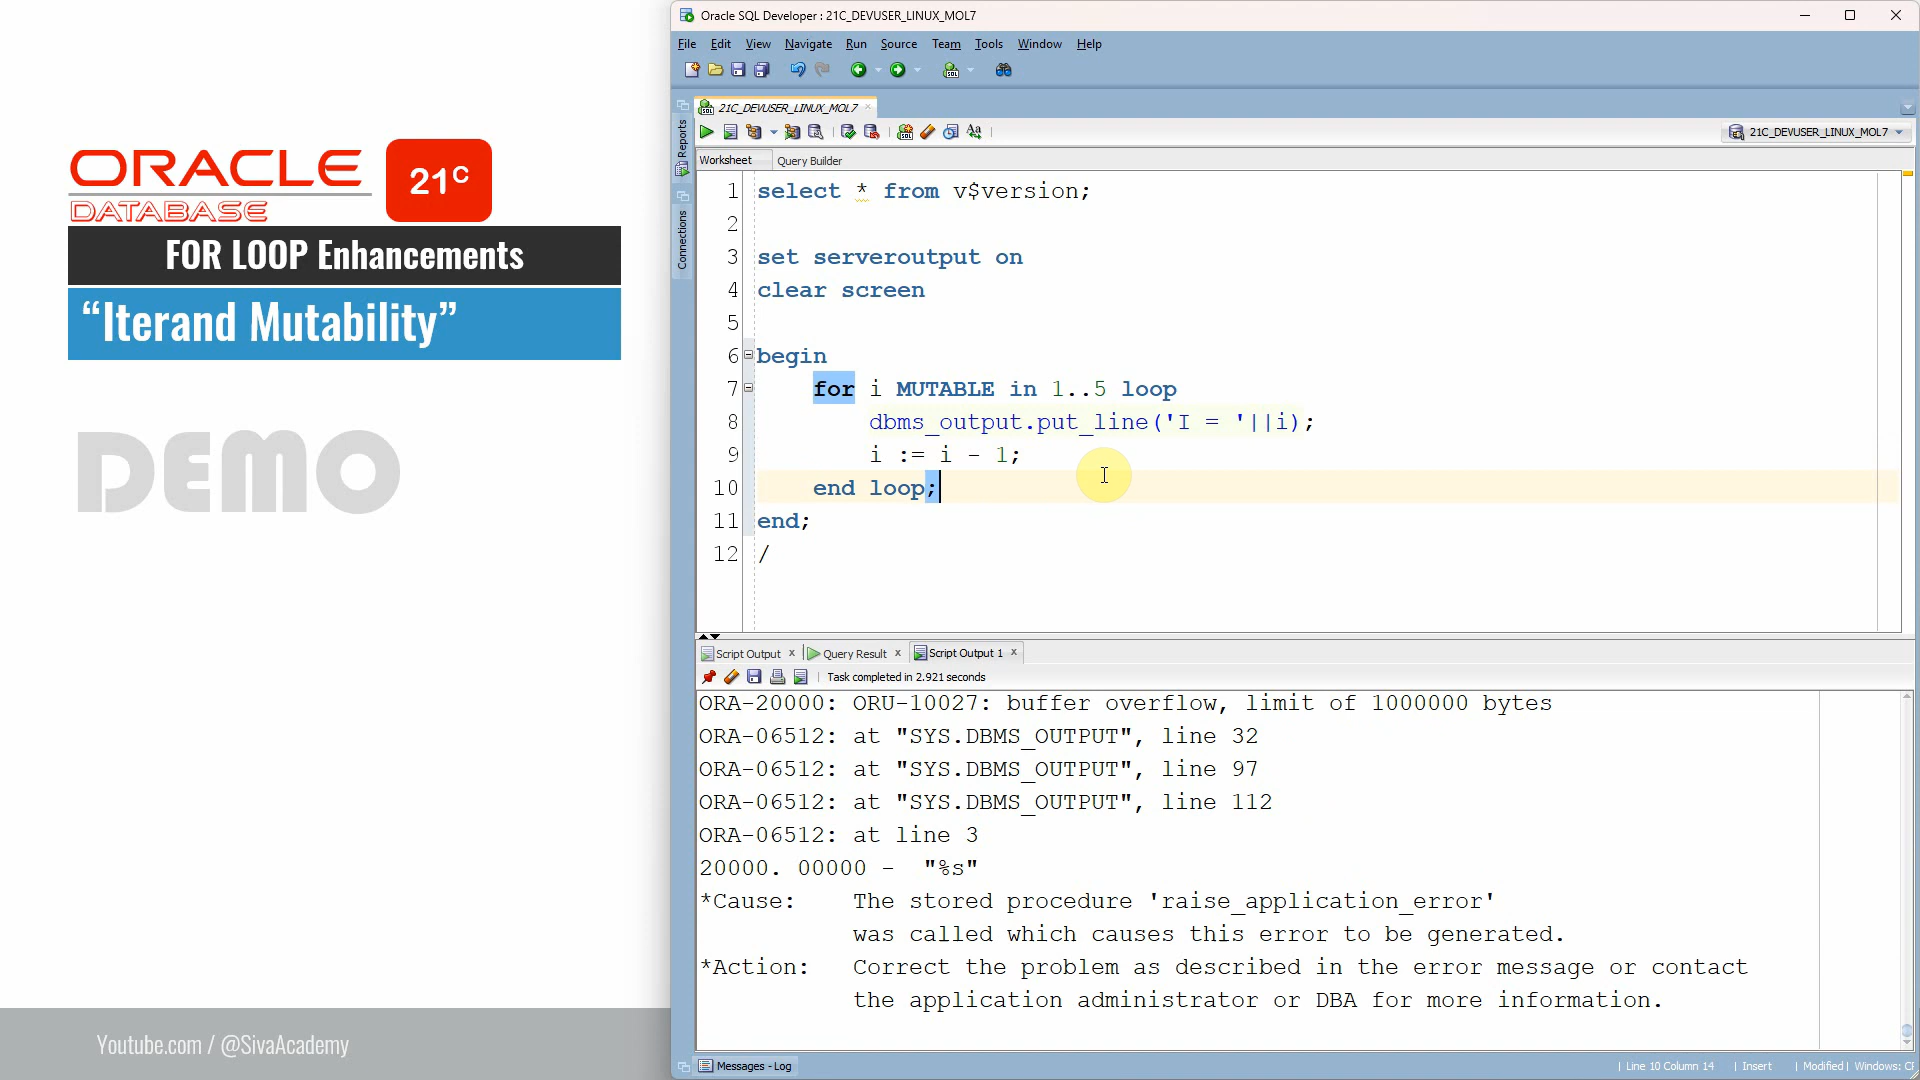 ORACLE
DATABASE
21c
FOR LOOP Enhancements
“Iterand Mutability”
DEMO
Youtube.com / @SivaAcademy
Oracle SQL Developer : 21C_DEVUSER_LINUX_MOL7
File Edit View Navigate Run Source Team Tools Window Help
21C_DEVUSER_LINUX_MOL7
21C_DEVUSER_LINUX_MOL7
Reports
Connections
Worksheet Query Builder
1 select * from v$version;
2
3 set serveroutput on
4 clear screen
5
6 begin
7 for i MUTABLE in 1..5 loop
8 dbms_output.put_line('I = '||i);
9 i := i - 1;
10 end loop;
11 end;
12 /
Script Output x Query Result x Script Output 1 x
Task completed in 2.921 seconds
ORA-20000: ORU-10027: buffer overflow, limit of 1000000 bytes
ORA-06512: at "SYS.DBMS_OUTPUT", line 32
ORA-06512: at "SYS.DBMS_OUTPUT", line 97
ORA-06512: at "SYS.DBMS_OUTPUT", line 112
ORA-06512: at line 3
20000. 00000 - "%s"
*Cause: The stored procedure 'raise_application_error'
was called which causes this error to be generated.
*Action: Correct the problem as described in the error message or contact
the application administrator or DBA for more information.
Messages - Log
Line 10 Column 14 Insert Modified Windows: